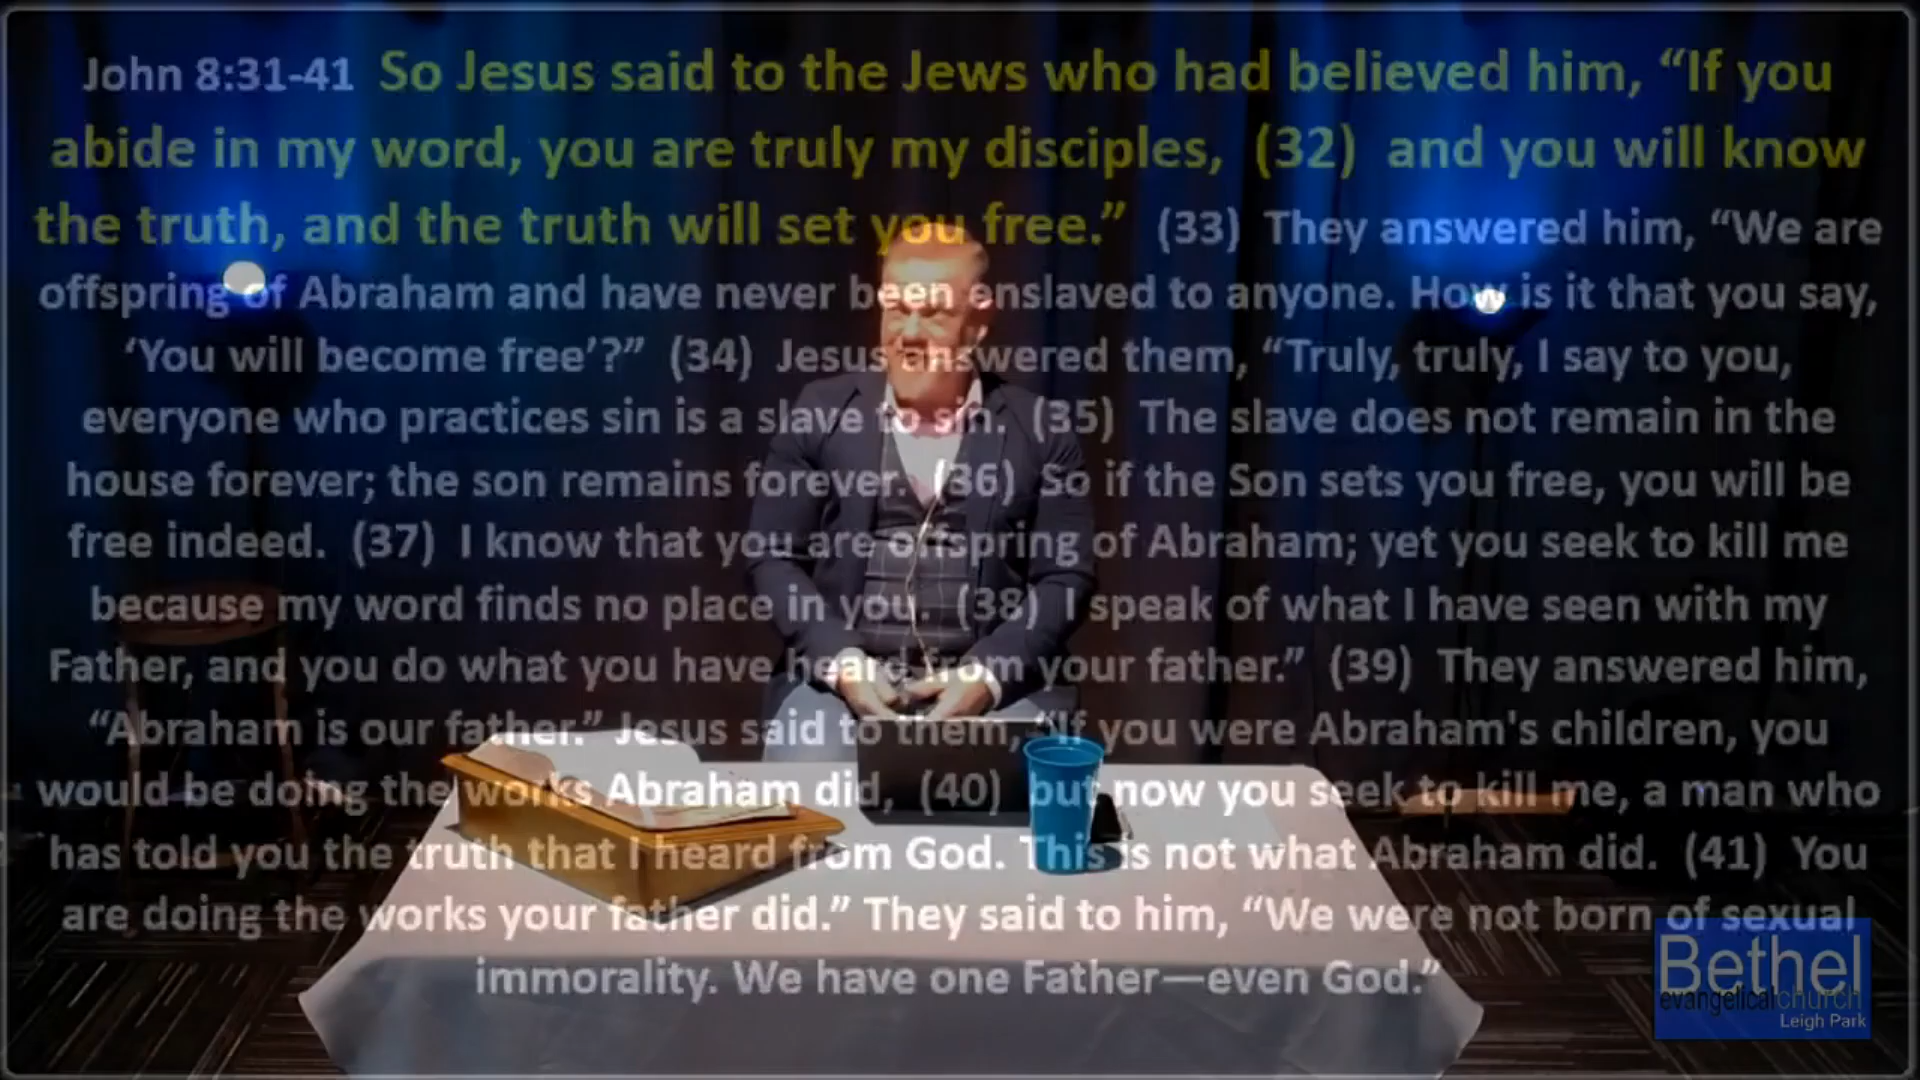 John 8:31-41 So Jesus said to the Jews who had believed him, “If you
abide in my word, you are truly my disciples, (32) and you will know
the truth, and the truth will set you free.” (33) They answered him, “We are
offspring of Abraham and have never been enslaved to anyone. How is it that you say,
‘You will become free’?” (34) Jesus answered them, “Truly, truly, I say to you,
everyone who practices sin is a slave to sin. (35) The slave does not remain in the
house forever; the son remains forever. (36) So if the Son sets you free, you will be
free indeed. (37) I know that you are offspring of Abraham; yet you seek to kill me
because my word finds no place in you. (38) I speak of what I have seen with my
Father, and you do what you have heard from your father.” (39) They answered him,
“Abraham is our father.” Jesus said to them, “If you were Abraham's children, you
would be doing the works Abraham did, (40) but now you seek to kill me, a man who
has told you the truth that I heard from God. This is not what Abraham did. (41) You
are doing the works your father did.” They said to him, “We were not born of sexual
immorality. We have one Father—even God.”
Bethel
evangelicalchurch
Leigh Park